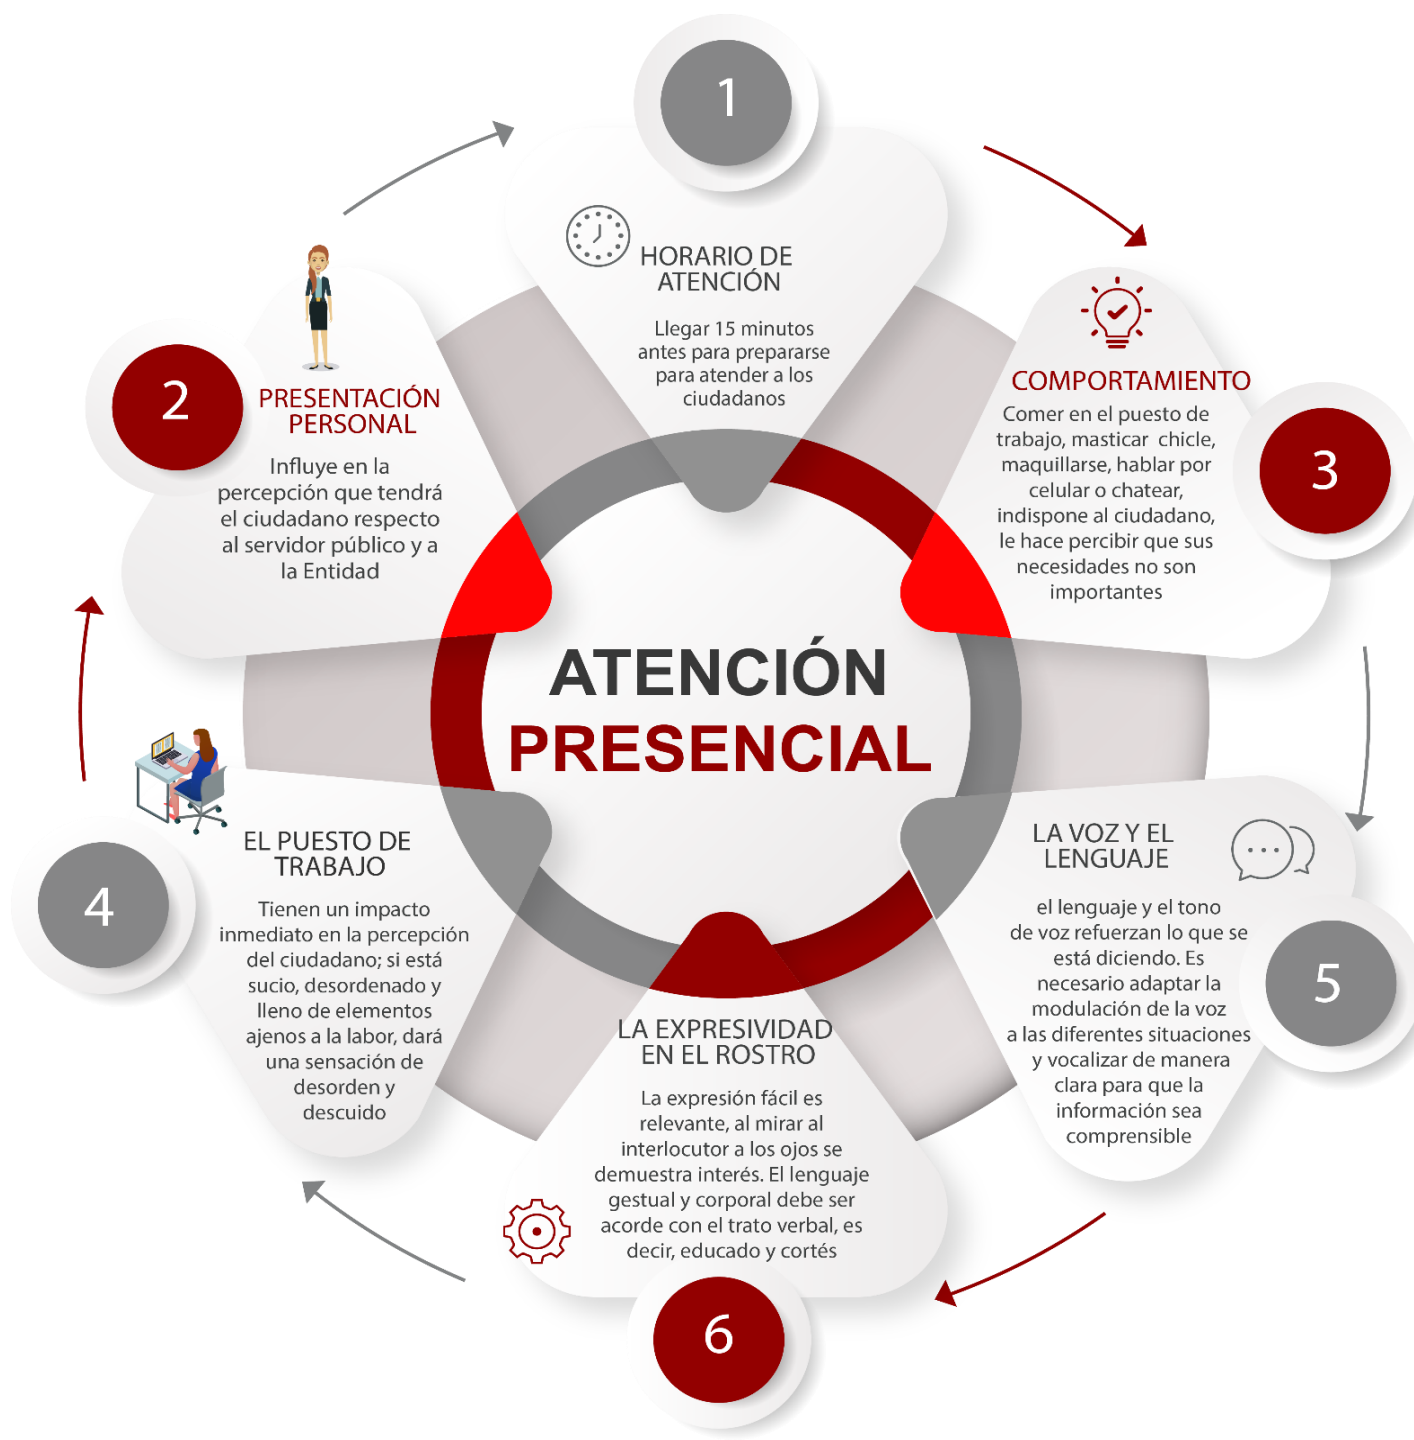 1
HORARIO DE
ATENCIÓN
Llegar 15 minutos
antes para prepararse
para atender a los
ciudadanos
2
PRESENTACIÓN
PERSONAL
Influye en la
percepción que tendrá
el ciudadano respecto
al servidor público y a
la Entidad
3
COMPORTAMIENTO
Comer en el puesto de
trabajo, masticar chicle,
maquillarse, hablar por
celular o chatear,
indispone al ciudadano,
le hace percibir que sus
necesidades no son
importantes
ATENCIÓN
PRESENCIAL
4
EL PUESTO DE
TRABAJO
Tienen un impacto
inmediato en la percepción
del ciudadano; si está
sucio, desordenado y
lleno de elementos
ajenos a la labor, dará
una sensación de
desorden y
descuido
5
LA VOZ Y EL
LENGUAJE
el lenguaje y el tono
de voz refuerzan lo que se
está diciendo. Es
necesario adaptar la
modulación de la voz
a las diferentes situaciones
y vocalizar de manera
clara para que la
información sea
comprensible
LA EXPRESIVIDAD
EN EL ROSTRO
La expresión fácil es
relevante, al mirar al
interlocutor a los ojos se
demuestra interés. El lenguaje
gestual y corporal debe ser
acorde con el trato verbal, es
decir, educado y cortés
6